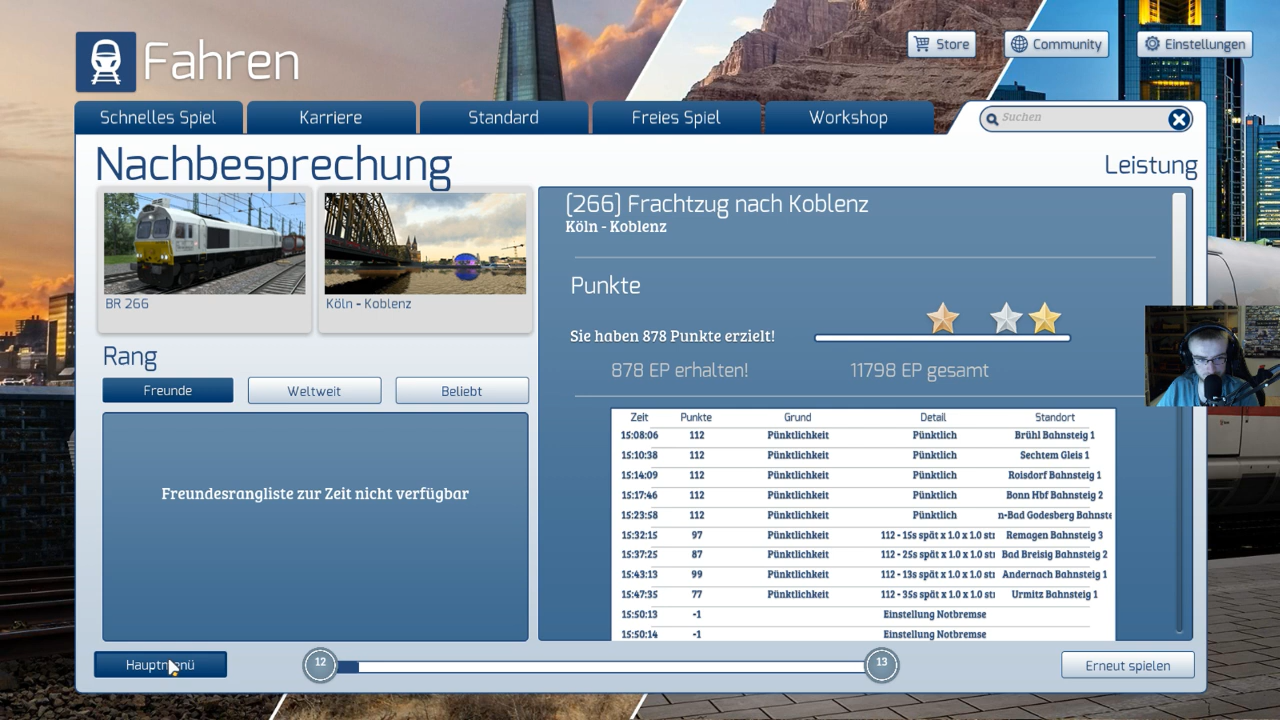 Fahren
Store
Community
Einstellungen
Schnelles Spiel
Karriere
Standard
Freies Spiel
Workshop
Suchen
Nachbesprechung
Leistung
BR 266
Köln - Koblenz
Rang
Freunde
Weltweit
Beliebt
Freundesrangliste zur Zeit nicht verfügbar
[266] Frachtzug nach Koblenz
Köln - Koblenz
Punkte
Sie haben 878 Punkte erzielt!
878 EP erhalten! 11798 EP gesamt
Zeit Punkte Grund Detail Standort
15:08:06 112 Pünktlichkeit Pünktlich Brühl Bahnsteig 1
15:10:38 112 Pünktlichkeit Pünktlich Sechtem Gleis 1
15:14:09 112 Pünktlichkeit Pünktlich Roisdorf Bahnsteig 1
15:17:46 112 Pünktlichkeit Pünktlich Bonn Hbf Bahnsteig 2
15:23:58 112 Pünktlichkeit Pünktlich n-Bad Godesberg Bahnste
15:32:15 97 Pünktlichkeit 112 - 15s spät x 1.0 x 1.0 stı Remagen Bahnsteig 3
15:37:25 87 Pünktlichkeit 112 - 25s spät x 1.0 x 1.0 stı Bad Breisig Bahnsteig 2
15:43:13 99 Pünktlichkeit 112 - 13s spät x 1.0 x 1.0 stı Andernach Bahnsteig 1
15:47:35 77 Pünktlichkeit 112 - 35s spät x 1.0 x 1.0 stı Urmitz Bahnsteig 1
15:50:13 -1 Einstellung Notbremse
15:50:14 -1 Einstellung Notbremse
Hauptmenü
12
13
Erneut spielen